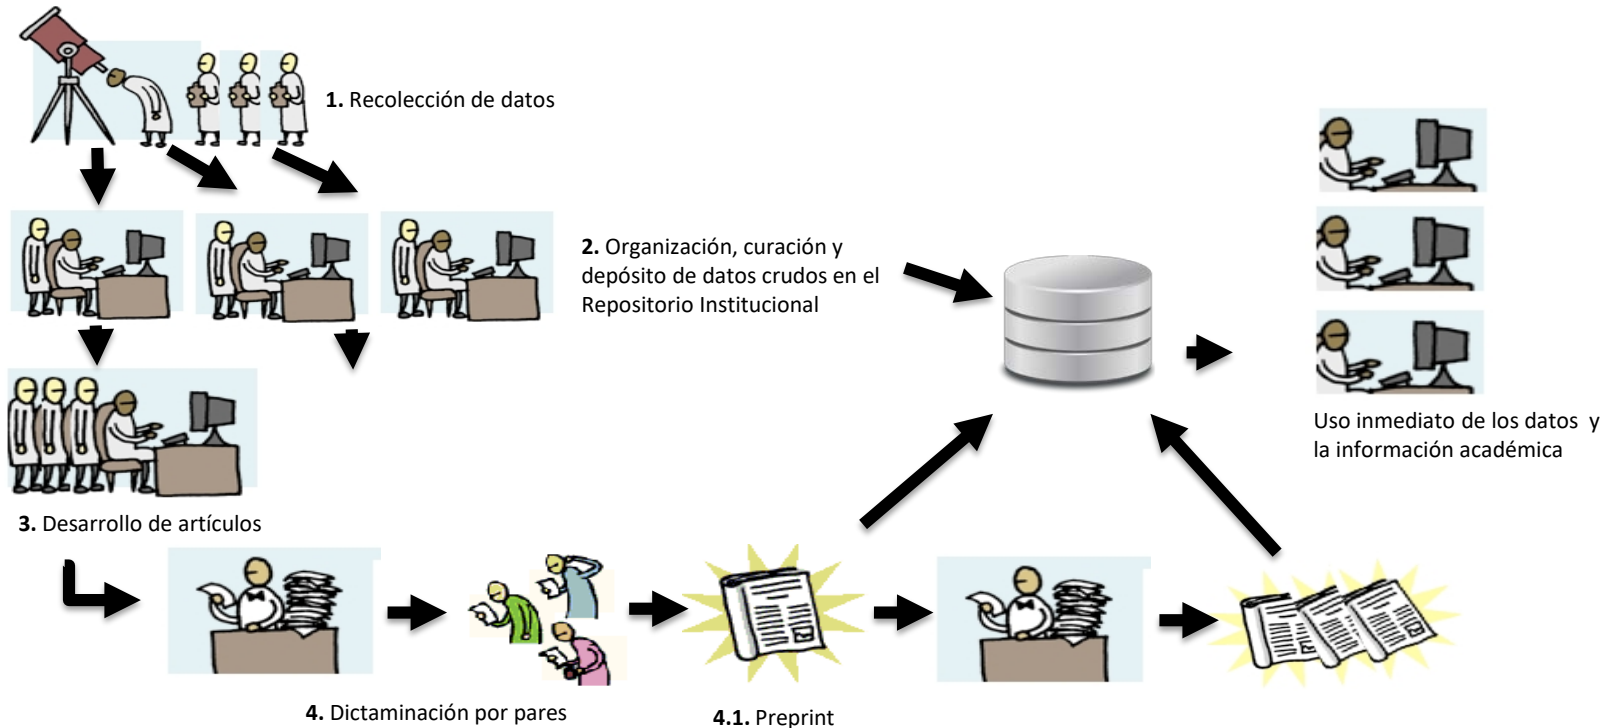 1. Recolección de datos
2. Organización, curación y
depósito de datos crudos en el
Repositorio Institucional
Uso inmediato de los datos y
la información académica
3. Desarrollo de artículos
4. Dictaminación por pares
4.1. Preprint